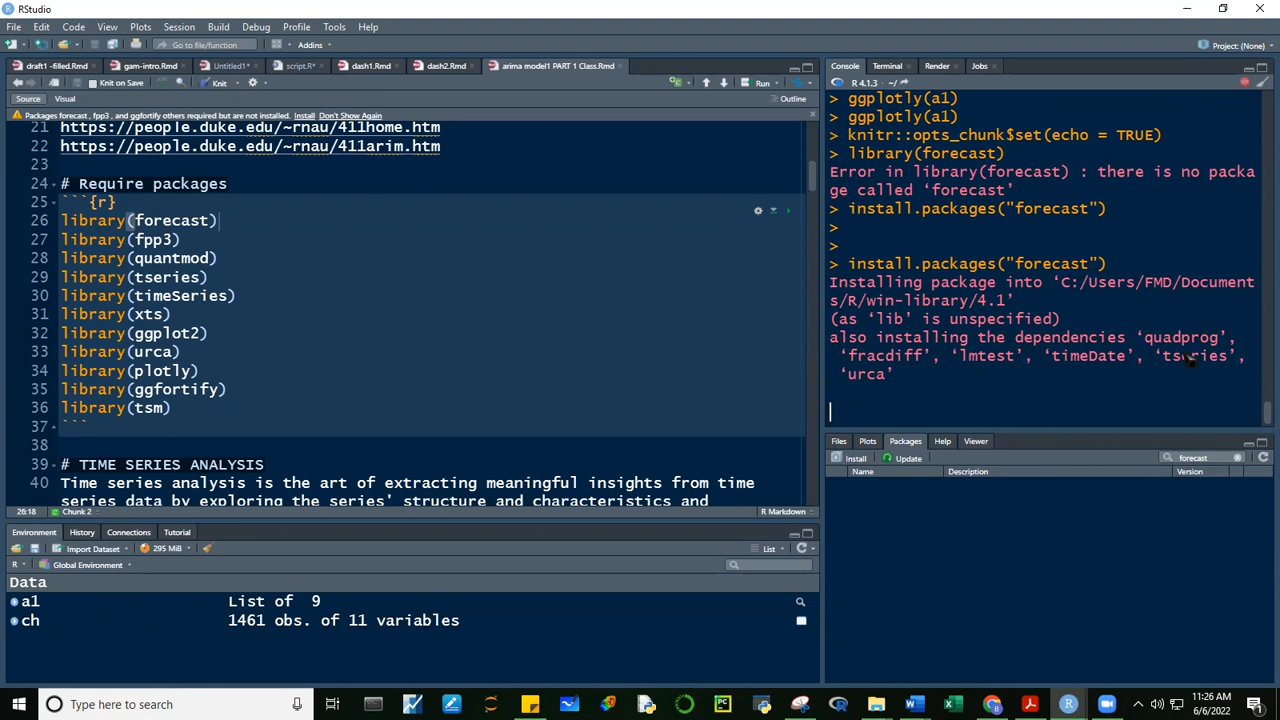 RStudio
File Edit Code View Plots Session Build Debug Profile Tools Help
Go to file/function Addins Project: (None)
draft1 -filled.Rmd gam-intro.Rmd Untitled1* script.R* dash1.Rmd dash2.Rmd arima model1 PART 1 Class.Rmd
Knit on Save Knit Run
Source Visual Outline
Packages forecast, fpp3, and ggfortify others required but are not installed. Install Don't Show Again
21 https://people.duke.edu/~rnau/411home.htm
22 https://people.duke.edu/~rnau/411arim.htm
23
24 # Require packages
25 ```{r}
26 library(forecast)
27 library(fpp3)
28 library(quantmod)
29 library(tseries)
30 library(timeSeries)
31 library(xts)
32 library(ggplot2)
33 library(urca)
34 library(plotly)
35 library(ggfortify)
36 library(tsm)
37 ```
38
39 # TIME SERIES ANALYSIS
40 Time series analysis is the art of extracting meaningful insights from time
series data by exploring the series' structure and characteristics and
26:18 Chunk 2 R Markdown
Environment History Connections Tutorial
Import Dataset 295 MiB List
R Global Environment
Data
a1 List of 9
ch 1461 obs. of 11 variables
Console Terminal Render Jobs
R 4.1.3 · ~/
> ggplotly(a1)
> ggplotly(a1)
> knitr::opts_chunk$set(echo = TRUE)
> library(forecast)
Error in library(forecast) : there is no packa
ge called ‘forecast’
> install.packages("forecast")
>
>
> install.packages("forecast")
Installing package into ‘C:/Users/FMD/Document
s/R/win-library/4.1’
(as ‘lib’ is unspecified)
also installing the dependencies ‘quadprog’,
‘fracdiff’, ‘lmtest’, ‘timeDate’, ‘tseries’,
‘urca’
Files Plots Packages Help Viewer
Install Update forecast
Name Description Version
Type here to search
11:26 AM
6/6/2022